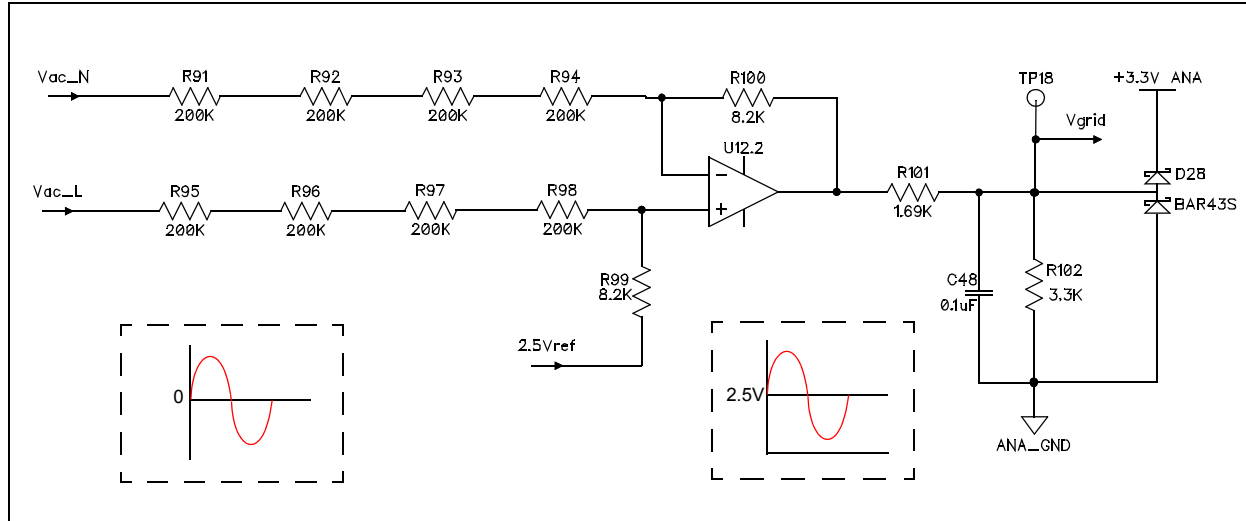 Vac_N
R91
200K
R92
200K
R93
200K
R94
200K
R100
8.2K
TP18
+3.3V ANA
Vgrid
U12.2
Vac_L
R95
200K
R96
200K
R97
200K
R98
200K
−
+
R101
1.69K
D28
BAR43S
R99
8.2K
C48
0.1uF
R102
3.3K
2.5Vref
0
2.5V
ANA_GND